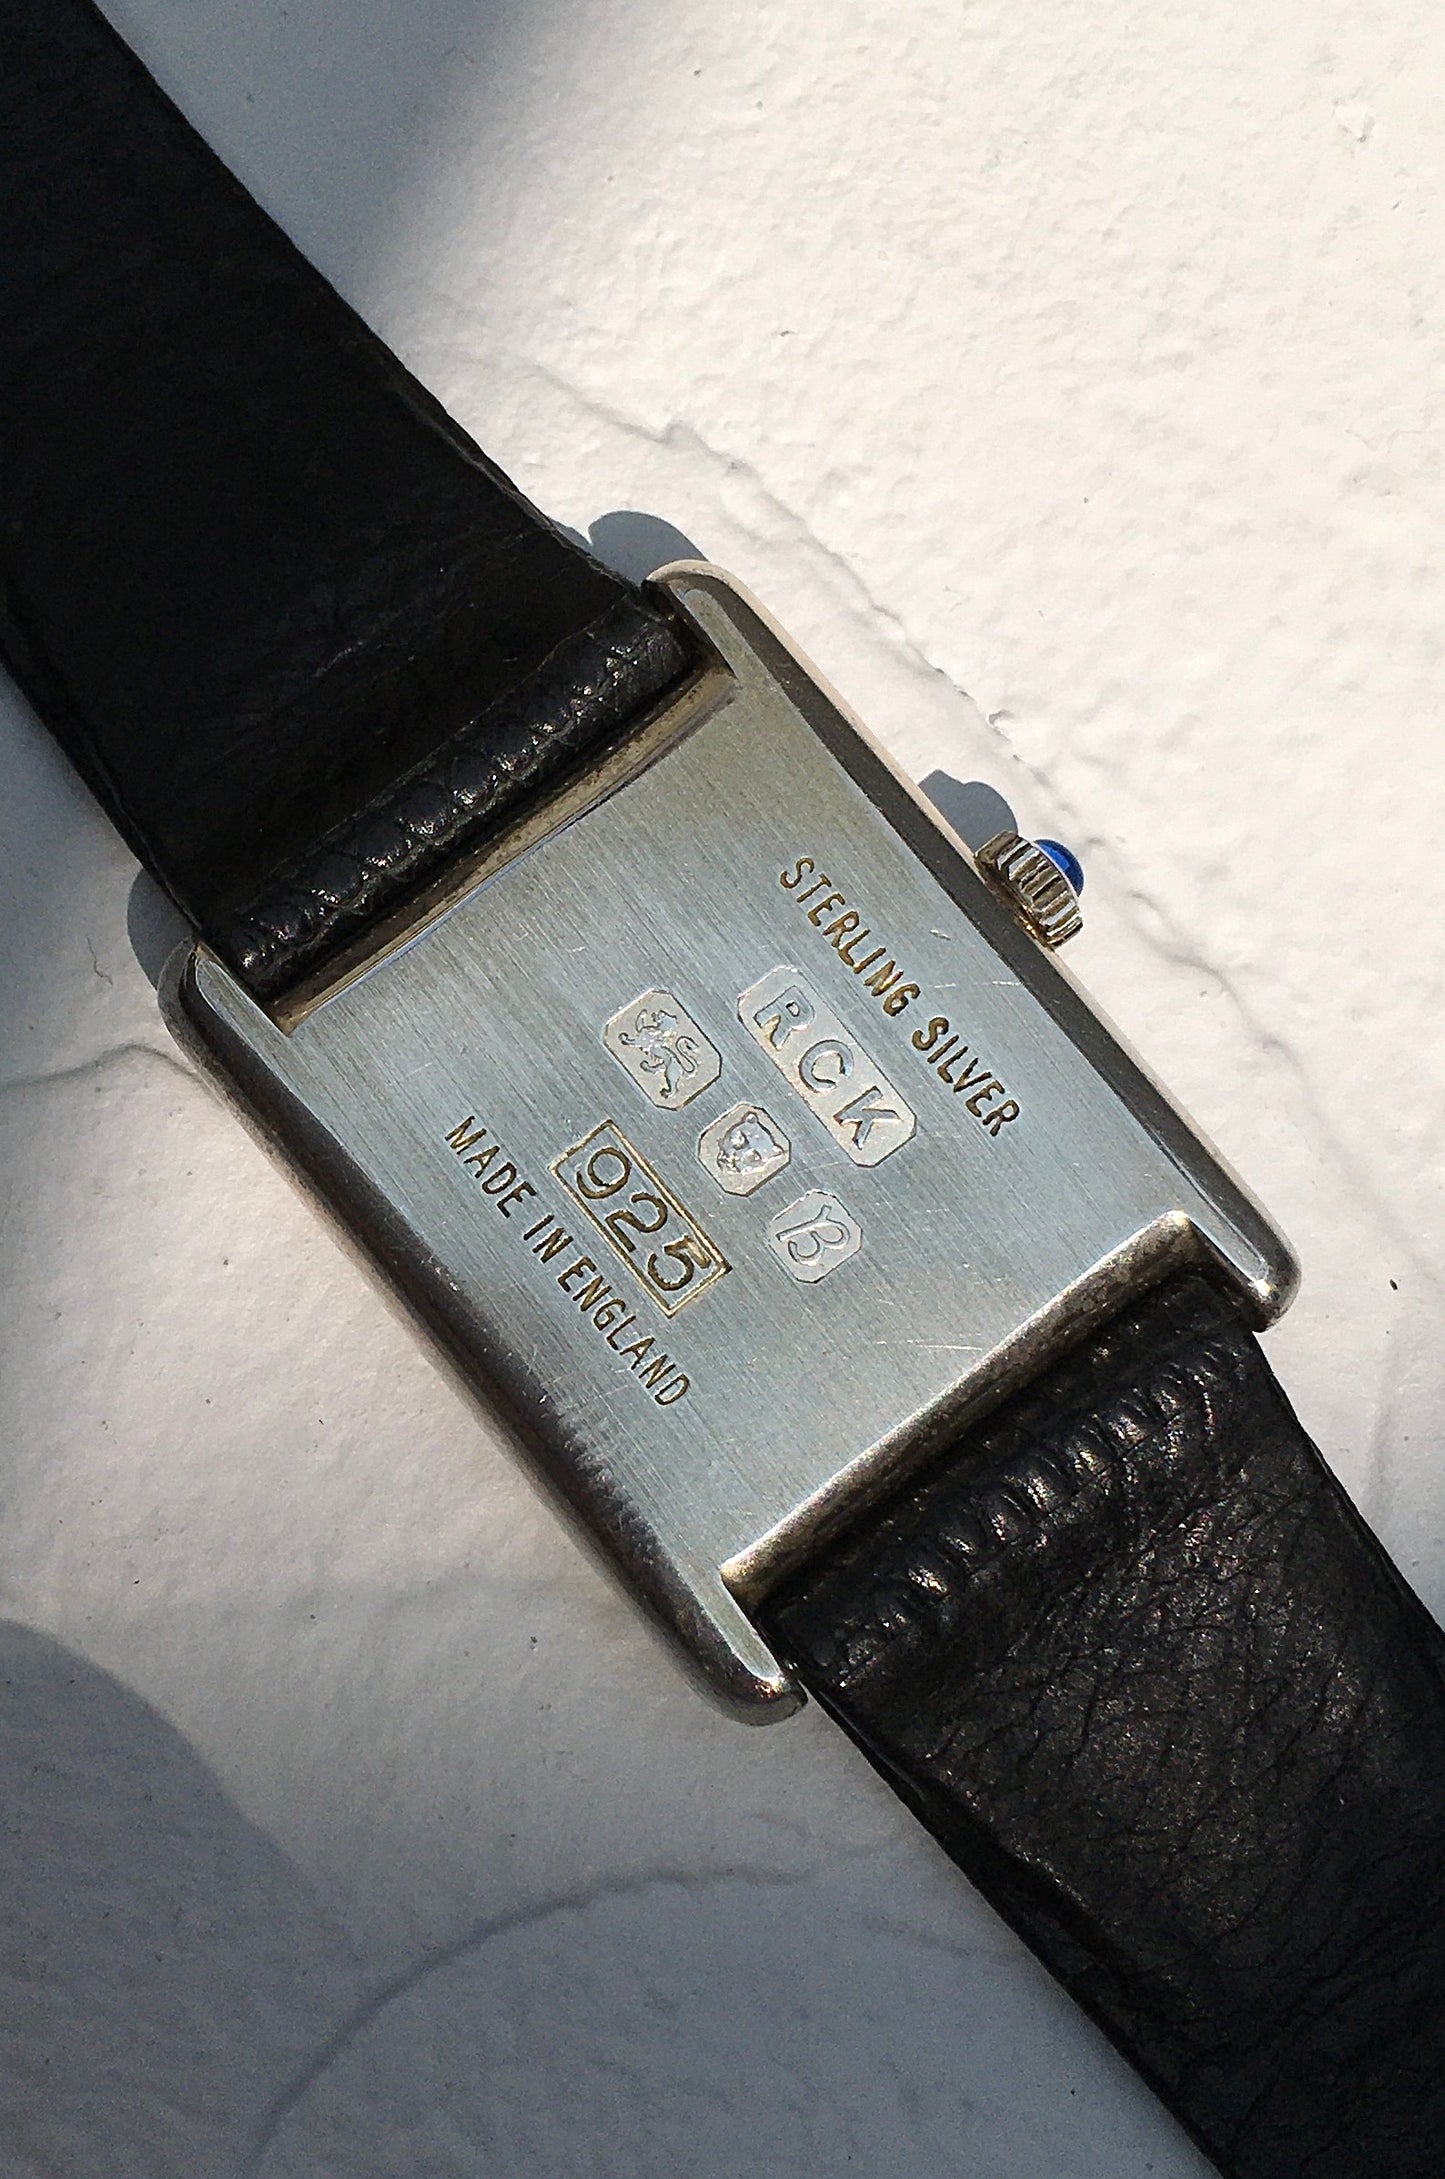 STERLING SILVER
RCK
B
925
MADE IN ENGLAND